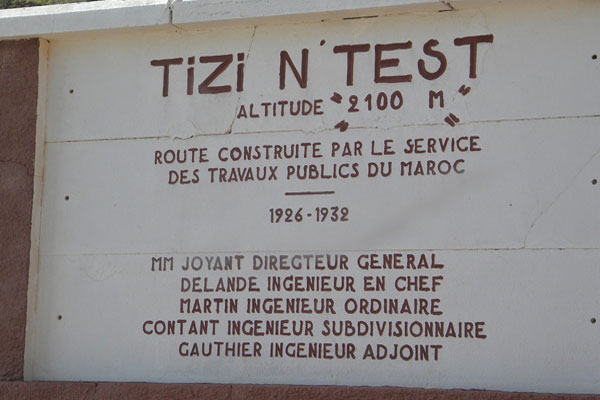 TiZi N'TEST
ALTITUDE "2100 M"
ROUTE CONSTRUITE PAR LE SERVICE
DES TRAVAUX PUBLICS DU MAROC
1926-1932
MM JOYANT DIRECTEUR GENERAL
DELANDE INGENIEUR EN CHEF
MARTIN INGENIEUR ORDINAIRE
CONTANT INGENIEUR SUBDIVISIONNAIRE
GAUTHIER INGENIEUR ADJOINT